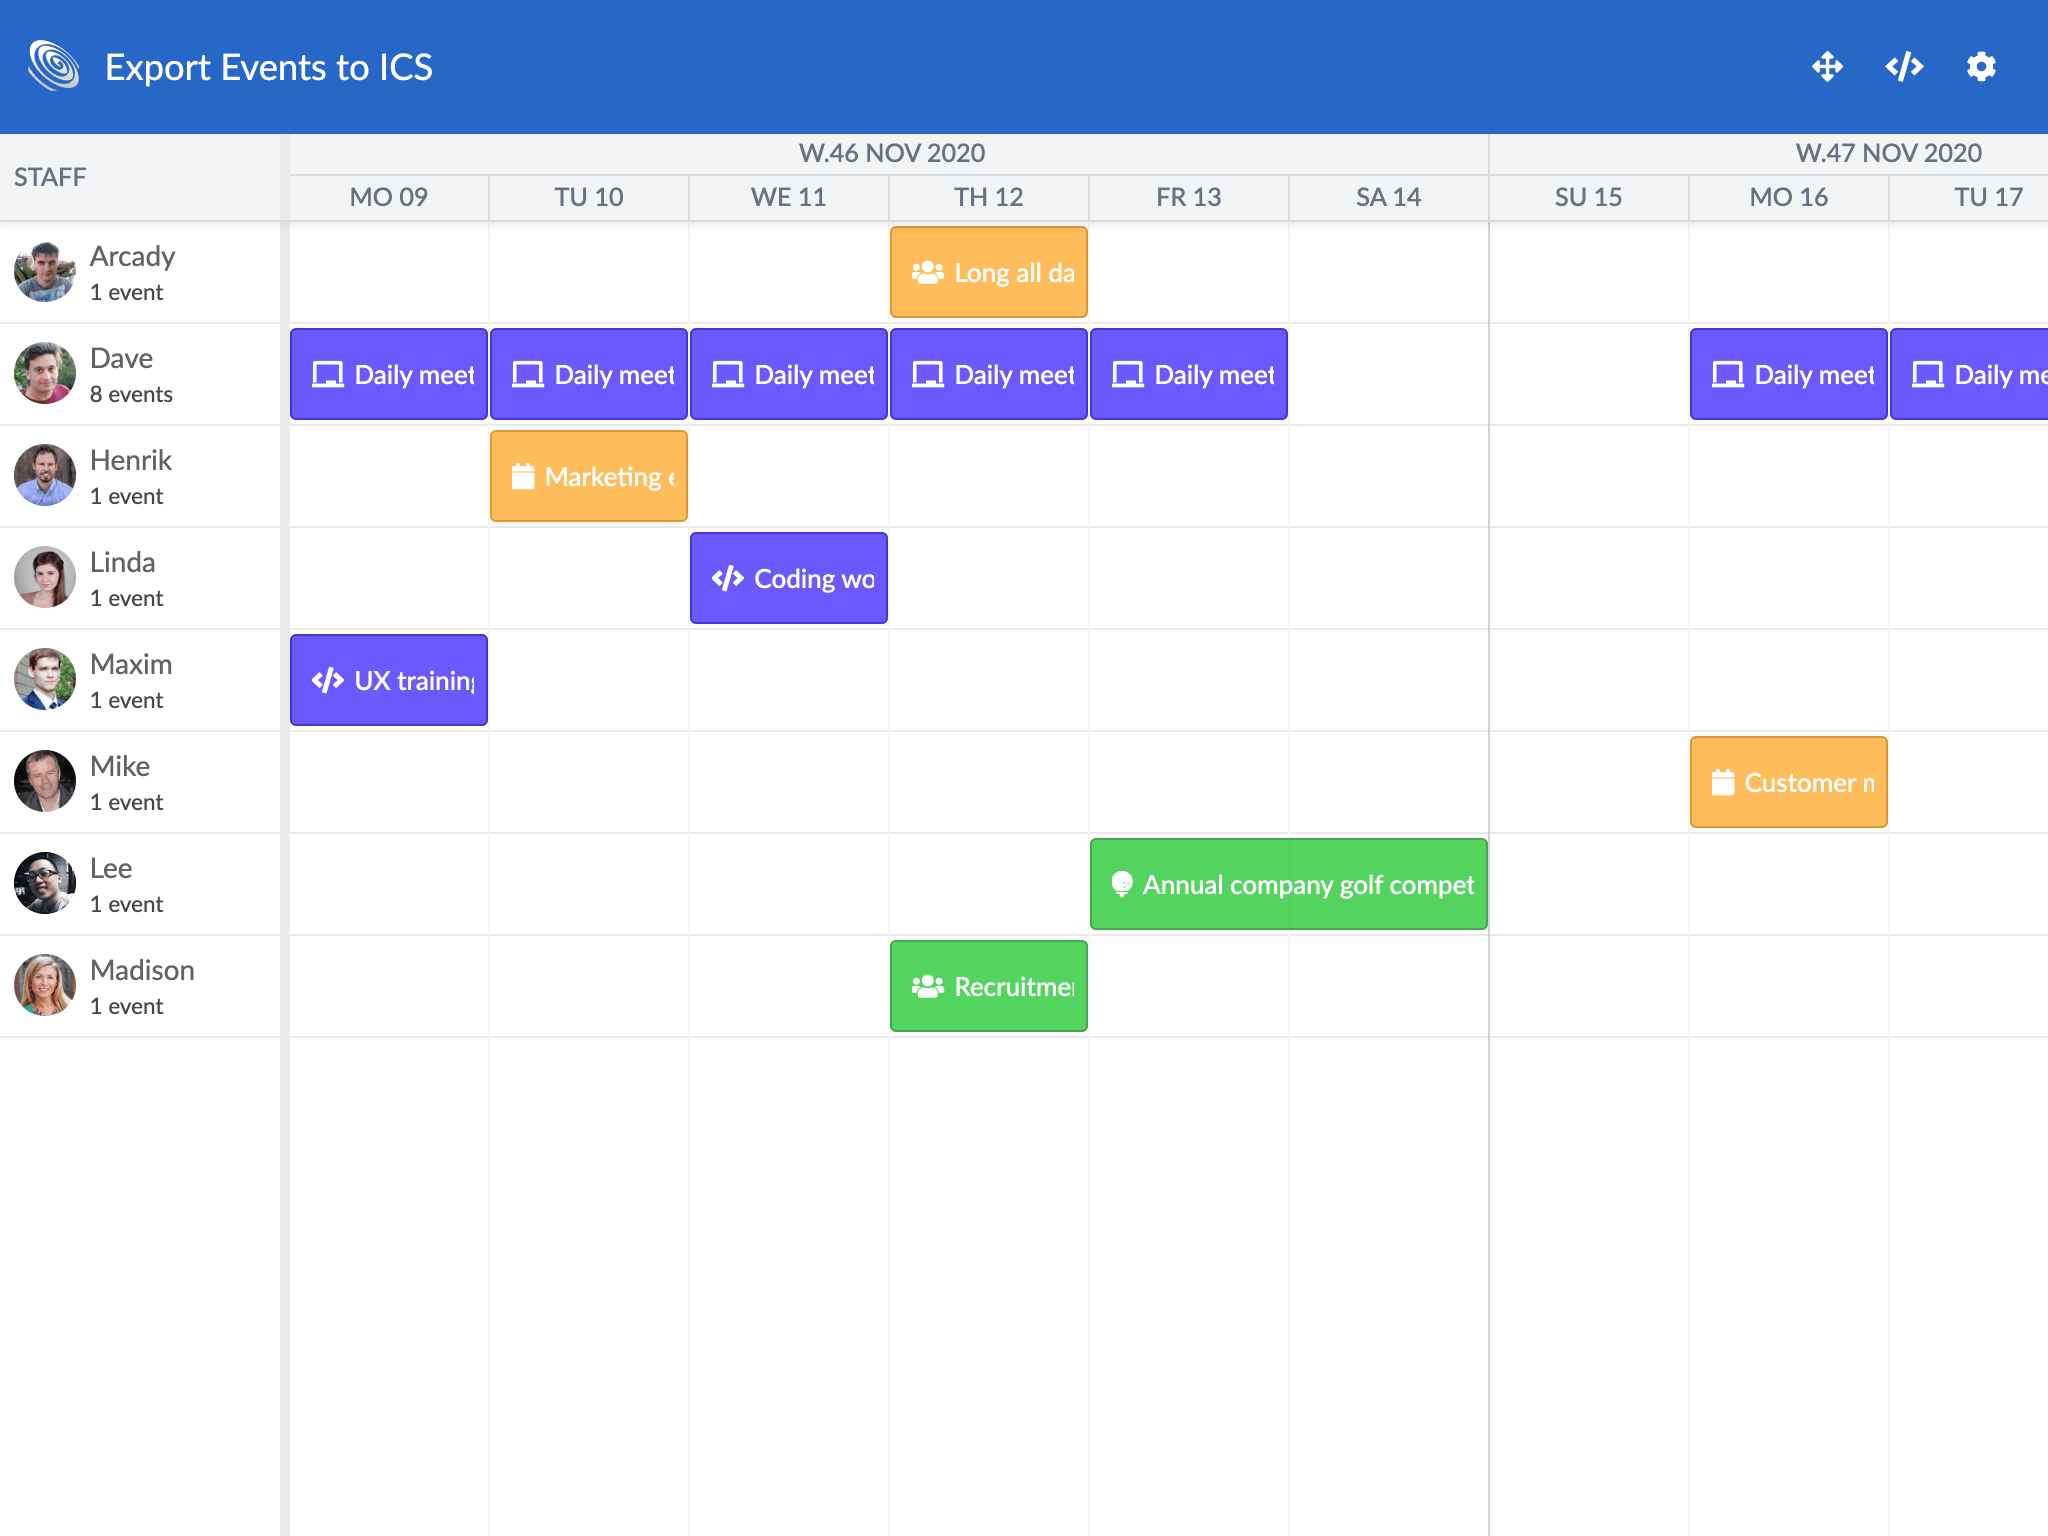 Export Events to ICS
STAFF
W.46 NOV 2020
W.47 NOV 2020
MO 09
TU 10
WE 11
TH 12
FR 13
SA 14
SU 15
MO 16
TU 17
Arcady
1 event
Long all da
Dave
8 events
Daily meet
Daily meet
Daily meet
Daily meet
Daily meet
Daily meet
Daily me
Henrik
1 event
Marketing
Linda
1 event
Coding wo
Maxim
1 event
UX training
Mike
1 event
Customer
Lee
1 event
Annual company golf compet
Madison
1 event
Recruitme